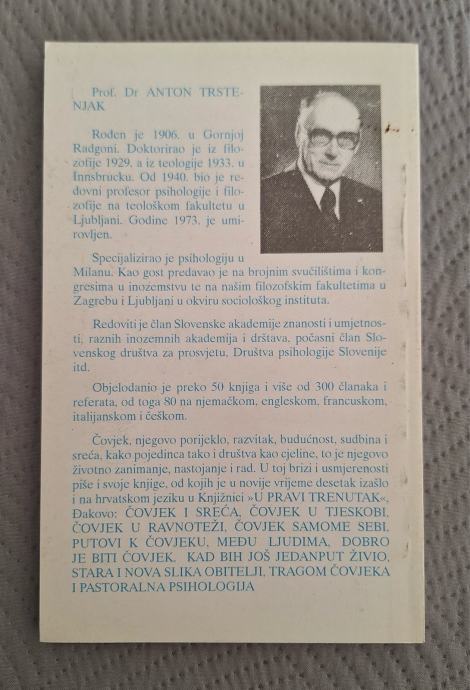 Prof. Dr ANTON TRSTE-
NJAK
Rođen je 1906. u Gornjoj
Radgoni. Doktorirao je iz filo-
zofije 1929, a iz teologije 1933. u
Innsbrucku. Od 1940. bio je re-
dovni profesor psihologije i filo-
zofije na teološkom fakultetu u
Ljubljani. Godine 1973. je umi-
rovljen.
Specijalizirao je psihologiju u
Milanu. Kao gost predavao je na brojnim svučilištima i kon-
gresima u inozemstvu te na našim filozofskim fakultetima u
Zagrebu i Ljubljani u okviru sociološkog instituta.
Redoviti je član Slovenske akademije znanosti i umjetnos-
ti, raznih inozemnih akademija i drštava, počasni član Slo-
venskog društva za prosvjetu, Društva psihologije Slovenije
itd.
Objelodanio je preko 50 knjiga i više od 300 članaka i
referata, od toga 80 na njemačkom, engleskom, francuskom,
italijanskom i češkom.
Čovjek, njegovo porijeklo, razvitak, budućnost, sudbina i
sreća, kako pojedinca tako i društva kao cjeline, to je njegovo
životno zanimanje, nastojanje i rad. U toj brizi i usmjerenosti
piše i svoje knjige, od kojih je u novije vrijeme desetak izašlo
i na hrvatskom jeziku u Knjižnici »U PRAVI TRENUTAK«,
Đakovo: ČOVJEK I SREĆA, ČOVJEK U TJESKOBI,
ČOVJEK U RAVNOTEŽI, ČOVJEK SAMOME SEBI,
PUTOVI K ČOVJEKU, MEĐU LJUDIMA, DOBRO
JE BITI ČOVJEK. KAD BIH JOŠ JEDANPUT ŽIVIO,
STARA I NOVA SLIKA OBITELJI, TRAGOM ČOVJEKA
I PASTORALNA PSIHOLOGIJA